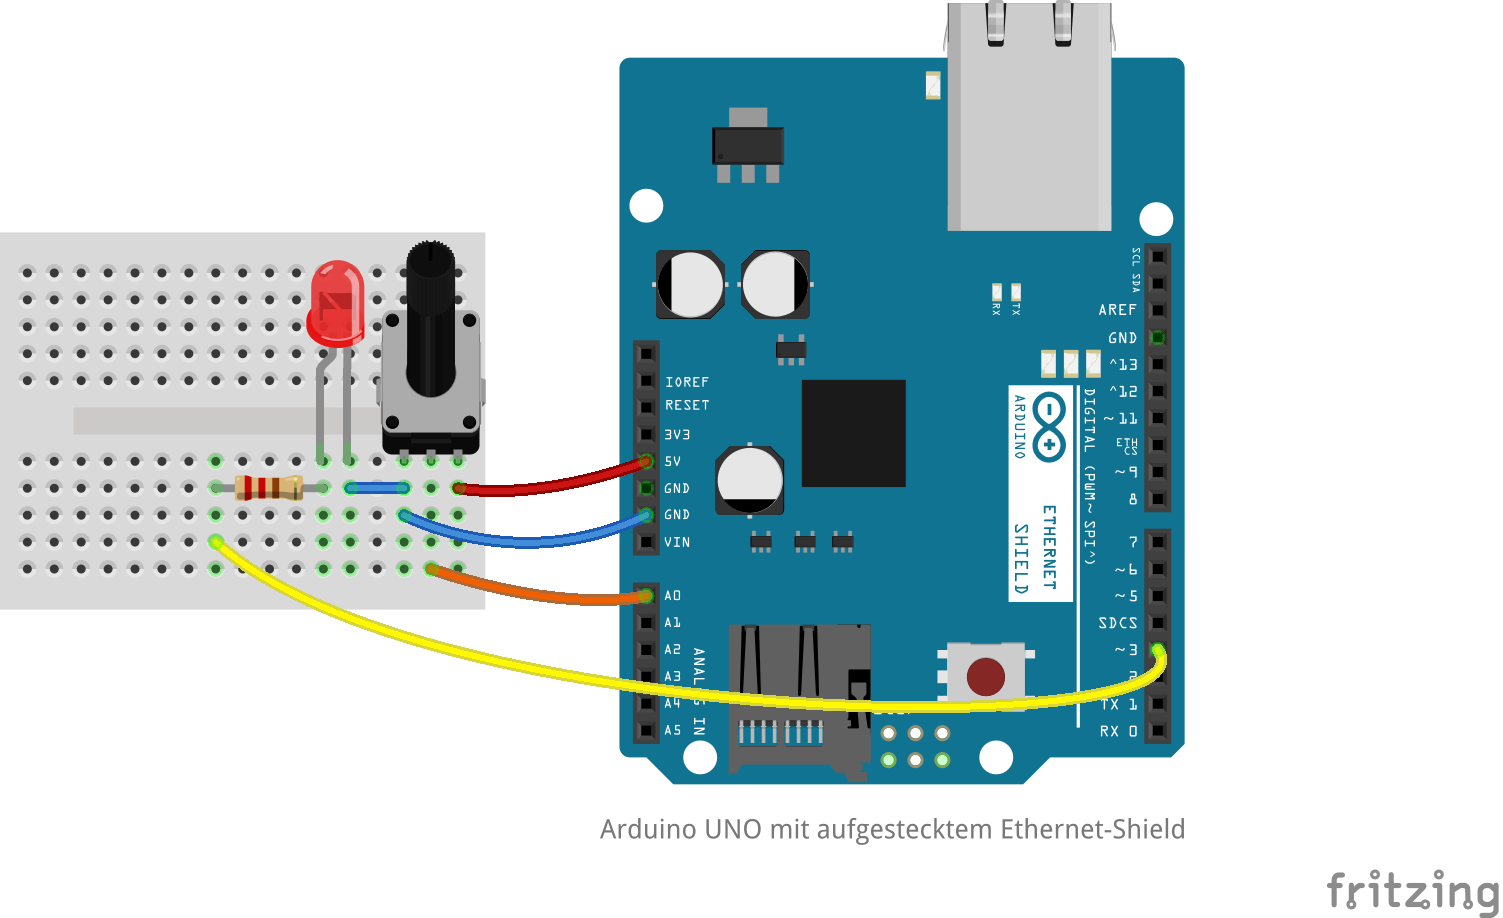 SCL SDA
AREF
GND
^13
^12
~11
ETH CS
~9
8
RX
TX
IOREF
RESET
3V3
5V
GND
GND
VIN
ARDUINO
ETHERNET
SHIELD
DIGITAL (PWM~ SPI^)
7
~6
~5
SDCS
~3
2
TX 1
RX 0
A0
A1
A2
A3
A4
A5
ANALOG IN
Arduino UNO mit aufgestecktem Ethernet-Shield
fritzing